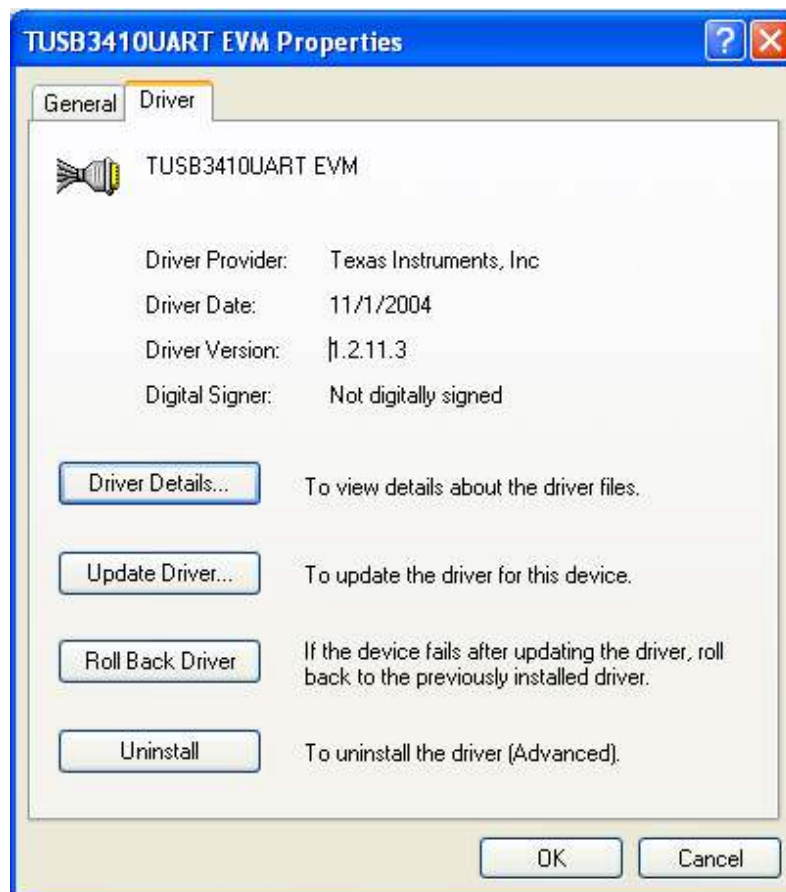 TUSB3410UART EVM Properties
General
Driver
TUSB3410UART EVM
Driver Provider: Texas Instruments, Inc
Driver Date: 11/1/2004
Driver Version: 1.2.11.3
Digital Signer: Not digitally signed
Driver Details... To view details about the driver files.
Update Driver... To update the driver for this device.
Roll Back Driver If the device fails after updating the driver, roll
back to the previously installed driver.
Uninstall To uninstall the driver (Advanced).
OK Cancel